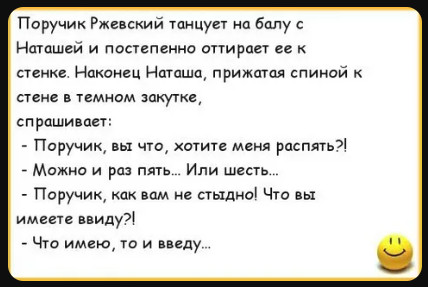 Поручик Ржевский танцует на балу с
Наташей и постепенно оттирает ее к
стенке. Наконец Наташа, прижатая спиной к
стене в темном закутке,
спрашивает:
- Поручик, вы что, хотите меня распять?!
- Можно и раз пять... Или шесть...
- Поручик, как вам не стыдно! Что вы
имеете ввиду?!
- Что имею, то и введу...